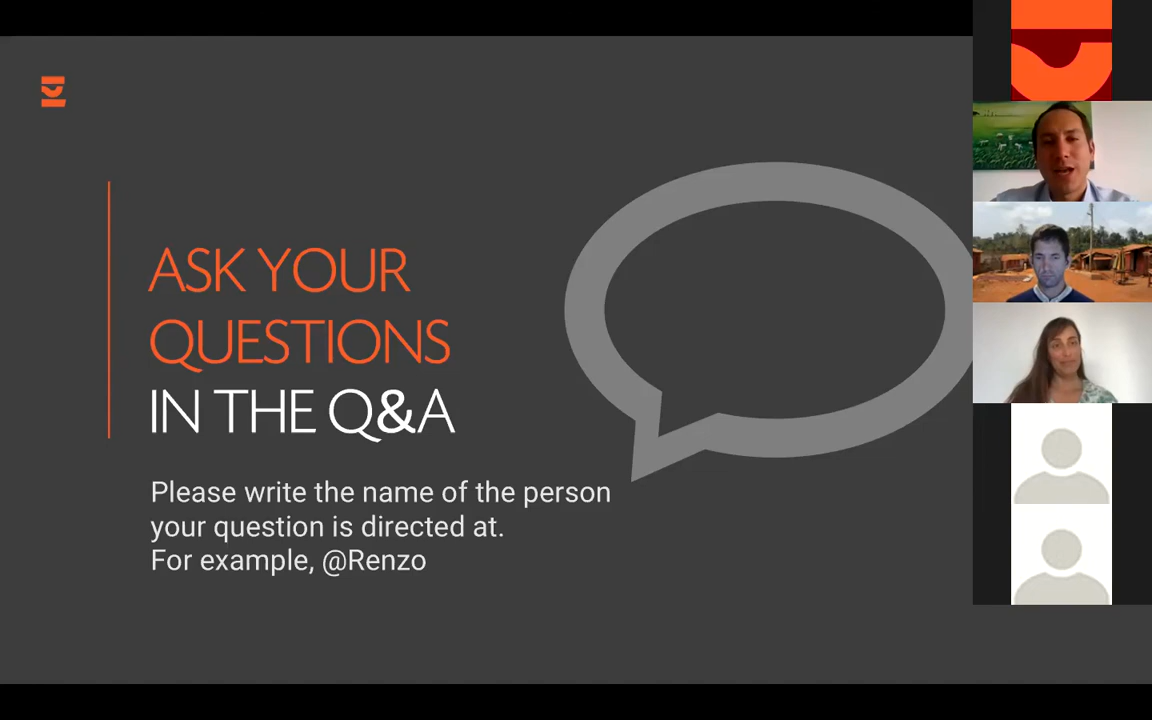 ASK YOUR
QUESTIONS
IN THE Q&A
Please write the name of the person
your question is directed at.
For example, @Renzo